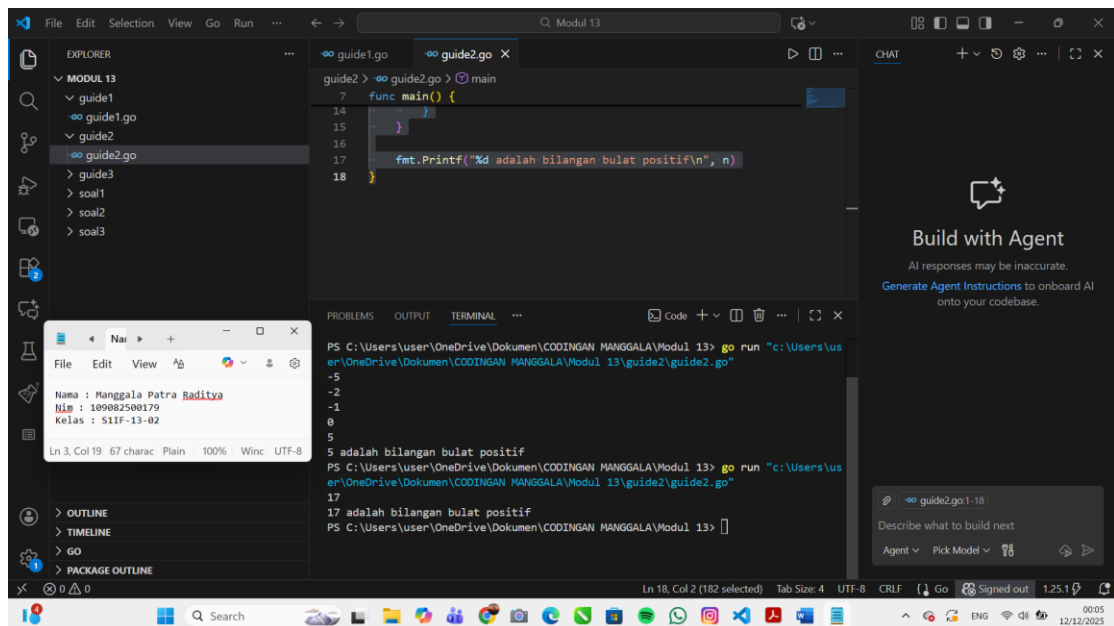 File Edit Selection View Go Run ··· Modul 13
EXPLORER ···
MODUL 13
guide1
guide1.go
guide2
guide2.go
guide3
soal1
soal2
soal3
OUTLINE
TIMELINE
GO
PACKAGE OUTLINE
guide1.go guide2.go
guide2 > guide2.go > main
7 func main() {
14 }
15 }
16
17 fmt.Printf("%d adalah bilangan bulat positif\n", n)
18 }
PROBLEMS OUTPUT TERMINAL ··· Code
PS C:\Users\user\OneDrive\Dokumen\CODINGAN MANGGALA\Modul 13> go run "c:\Users\us
er\OneDrive\Dokumen\CODINGAN MANGGALA\Modul 13\guide2\guide2.go"
-5
-2
-1
0
5
5 adalah bilangan bulat positif
PS C:\Users\user\OneDrive\Dokumen\CODINGAN MANGGALA\Modul 13> go run "c:\Users\us
er\OneDrive\Dokumen\CODINGAN MANGGALA\Modul 13\guide2\guide2.go"
17
17 adalah bilangan bulat positif
PS C:\Users\user\OneDrive\Dokumen\CODINGAN MANGGALA\Modul 13>
CHAT
Build with Agent
AI responses may be inaccurate.
Generate Agent Instructions to onboard AI
onto your codebase.
guide2.go:1-18
Describe what to build next
Agent Pick Model
File Edit View
Nama : Manggala Patra Raditya
Nim : 109082500179
Kelas : S1IF-13-02
Ln 3, Col 19 67 charac Plain 100% Winc UTF-8
2
1
0 0 Ln 18, Col 2 (182 selected) Tab Size: 4 UTF-8 CRLF {} Go Signed out 1.25.1
4 Search ENG 00:05
12/12/2025